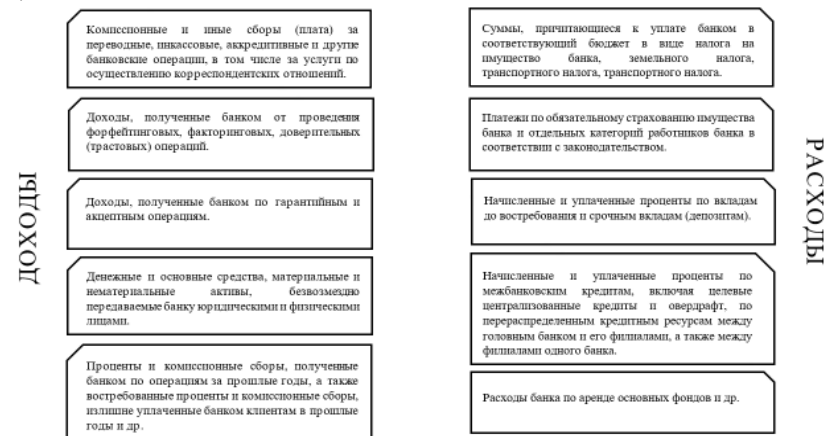 ДОХОДЫ
Комиссионные и иные сборы (плата) за
переводные, инкассовые, аккредитивные и другие
банковские операции, в том числе за услуги по
осуществлению корреспондентских отношений.
Доходы, полученные банком от проведения
форфейтинговых, факторинговых, доверительных
(трастовых) операций.
Доходы, полученные банком по гарантийным и
акцептным операциям.
Денежные и основные средства, материальные и
нематериальные активы, безвозмездно
передаваемые банку юридическими и физическими
лицами.
Проценты и комиссионные сборы, полученные
банком по операциям за прошлые годы, а также
востребованные проценты и комиссионные сборы,
излишне уплаченные банком клиентам в прошлые
годы и др.
РАСХОДЫ
Суммы, причитающиеся к уплате банком в
соответствующий бюджет в виде налога на
имущество банка, земельного налога,
транспортного налога, транспортного налога.
Платежи по обязательному страхованию имущества
банка и отдельных категорий работников банка в
соответствии с законодательством.
Начисленные и уплаченные проценты по вкладам
до востребования и срочным вкладам (депозитам).
Начисленные и уплаченные проценты по
межбанковским кредитам, включая целевые
централизованные кредиты и овердрафт, по
перераспределенным кредитным ресурсам между
головным банком и его филиалами, а также между
филиалами одного банка.
Расходы банка по аренде основных фондов и др.